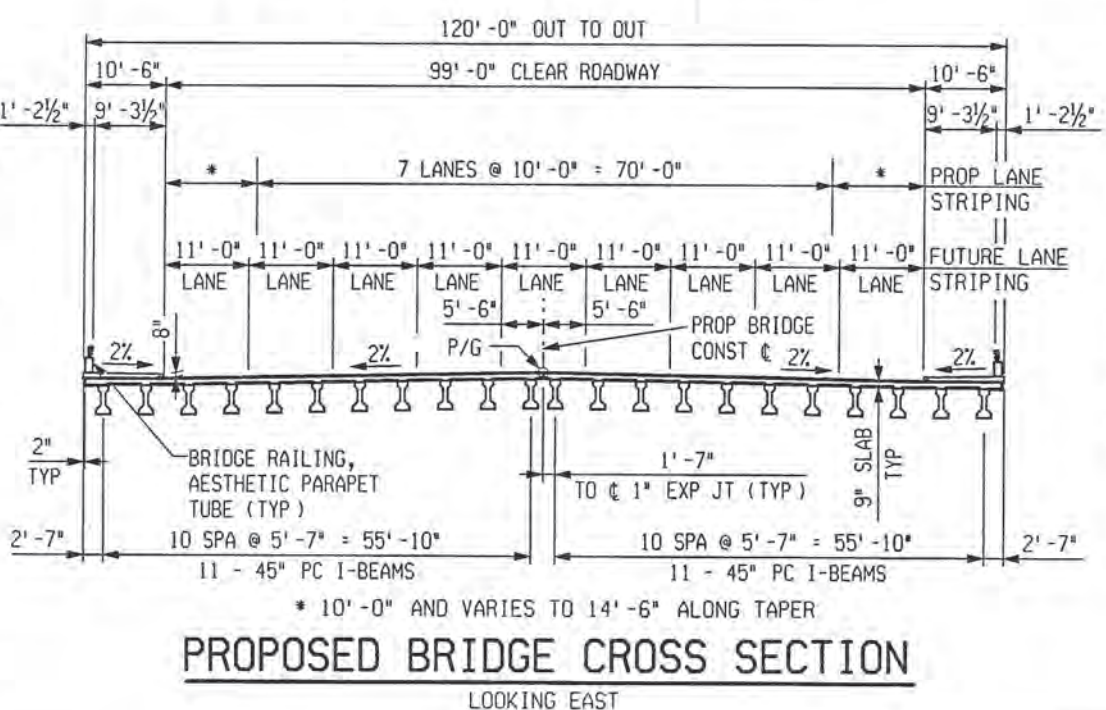 120'-0" OUT TO OUT
10'-6" 99'-0" CLEAR ROADWAY 10'-6"
1'-2½" 9'-3½" 9'-3½" 1'-2½"
* 7 LANES @ 10'-0" = 70'-0" * PROP LANE
STRIPING
11'-0" 11'-0" 11'-0" 11'-0" 11'-0" 11'-0" 11'-0" 11'-0" 11'-0" FUTURE LANE
LANE LANE LANE LANE LANE LANE LANE LANE LANE STRIPING
5'-6" 5'-6"
8"
P/G
PROP BRIDGE
CONST ℄
2% 2% 2% 2%
2"
TYP
BRIDGE RAILING,
AESTHETIC PARAPET
TUBE (TYP)
1'-7"
TO ℄ 1" EXP JT (TYP)
9" SLAB
TYP
2'-7" 10 SPA @ 5'-7" = 55'-10" 10 SPA @ 5'-7" = 55'-10" 2'-7"
11 - 45" PC I-BEAMS 11 - 45" PC I-BEAMS
* 10'-0" AND VARIES TO 14'-6" ALONG TAPER
PROPOSED BRIDGE CROSS SECTION
LOOKING EAST